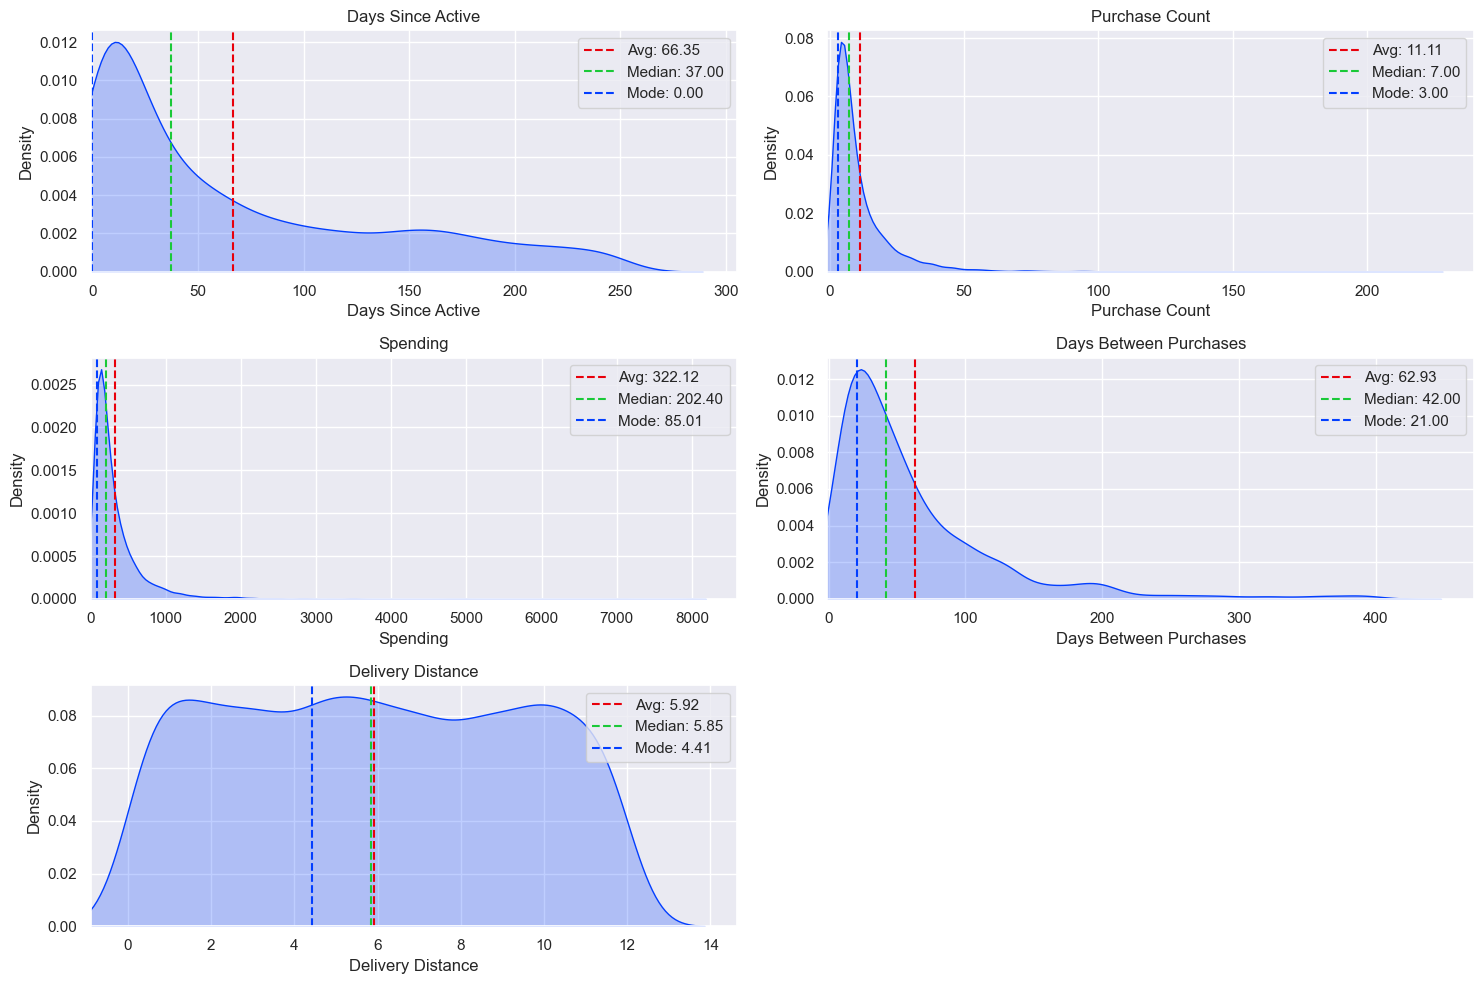 Days Since Active
Density
0.012
0.010
0.008
0.006
0.004
0.002
0.000
0 50 100 150 200 250 300
Days Since Active
Avg: 66.35
Median: 37.00
Mode: 0.00
Purchase Count
Density
0.08
0.06
0.04
0.02
0.00
0 50 100 150 200
Purchase Count
Avg: 11.11
Median: 7.00
Mode: 3.00
Spending
Density
0.0025
0.0020
0.0015
0.0010
0.0005
0.0000
0 1000 2000 3000 4000 5000 6000 7000 8000
Spending
Avg: 322.12
Median: 202.40
Mode: 85.01
Days Between Purchases
Density
0.012
0.010
0.008
0.006
0.004
0.002
0.000
0 100 200 300 400
Days Between Purchases
Avg: 62.93
Median: 42.00
Mode: 21.00
Delivery Distance
Density
0.08
0.06
0.04
0.02
0.00
0 2 4 6 8 10 12 14
Delivery Distance
Avg: 5.92
Median: 5.85
Mode: 4.41